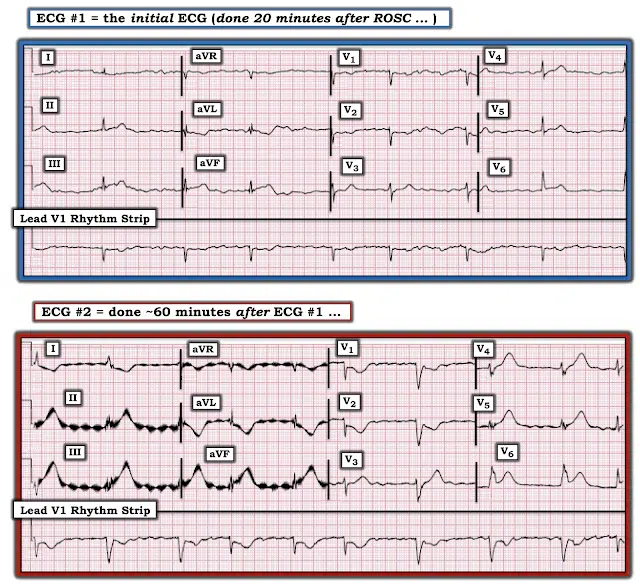 ECG #1 = the initial ECG (done 20 minutes after ROSC ... )
I
aVR
V1
V4
II
aVL
V2
V5
III
aVF
V3
V6
Lead V1 Rhythm Strip
ECG #2 = done ~60 minutes after ECG #1 ...
I
aVR
V1
V4
II
aVL
V2
V5
III
aVF
V3
V6
Lead V1 Rhythm Strip